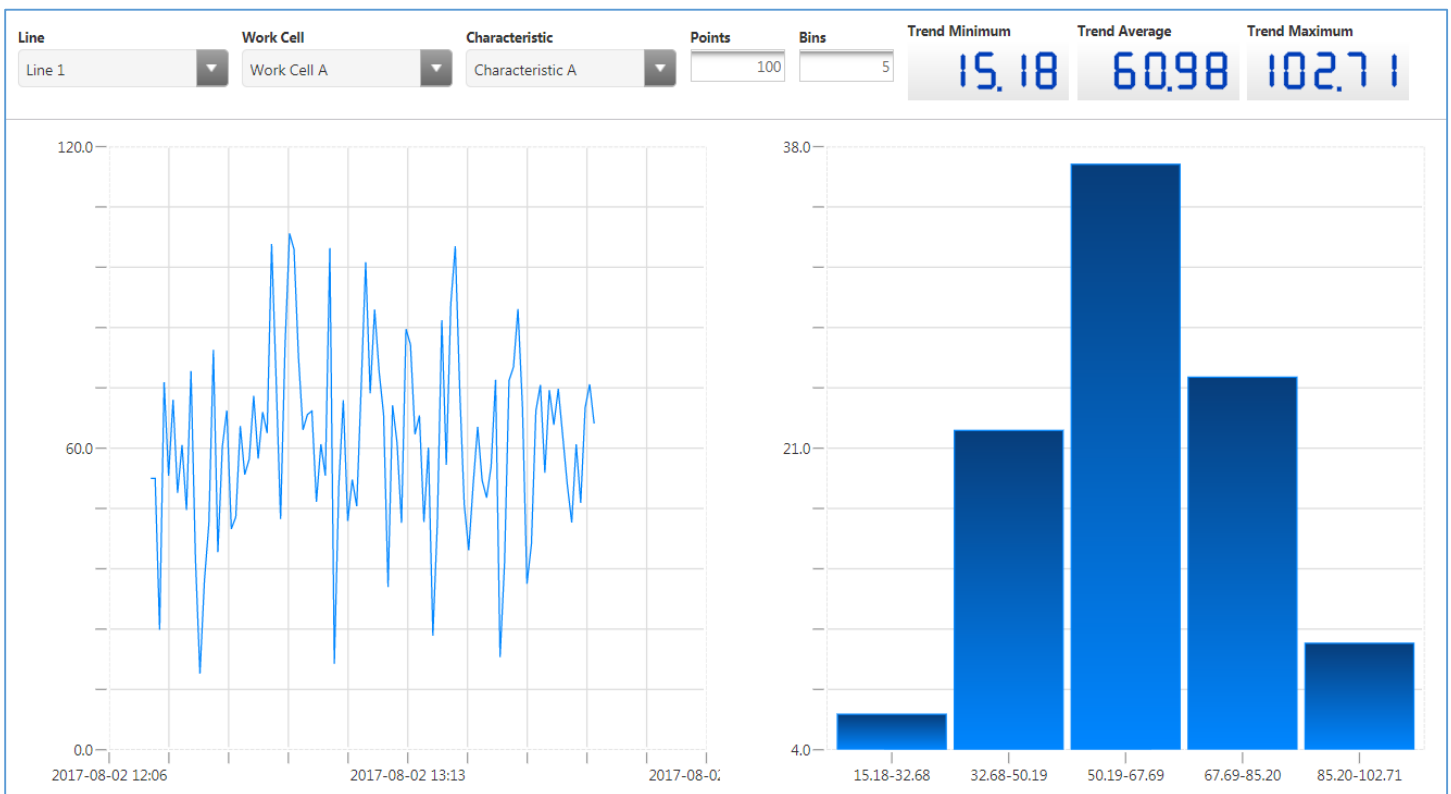 Line Work Cell Characteristic Points Bins Trend Minimum Trend Average Trend Maximum
Line 1 Work Cell A Characteristic A 100 5 15.18 60.98 102.71
120.0
60.0
0.0
2017-08-02 12:06 2017-08-02 13:13 2017-08-0
38.0
21.0
4.0
15.18-32.68 32.68-50.19 50.19-67.69 67.69-85.20 85.20-102.71